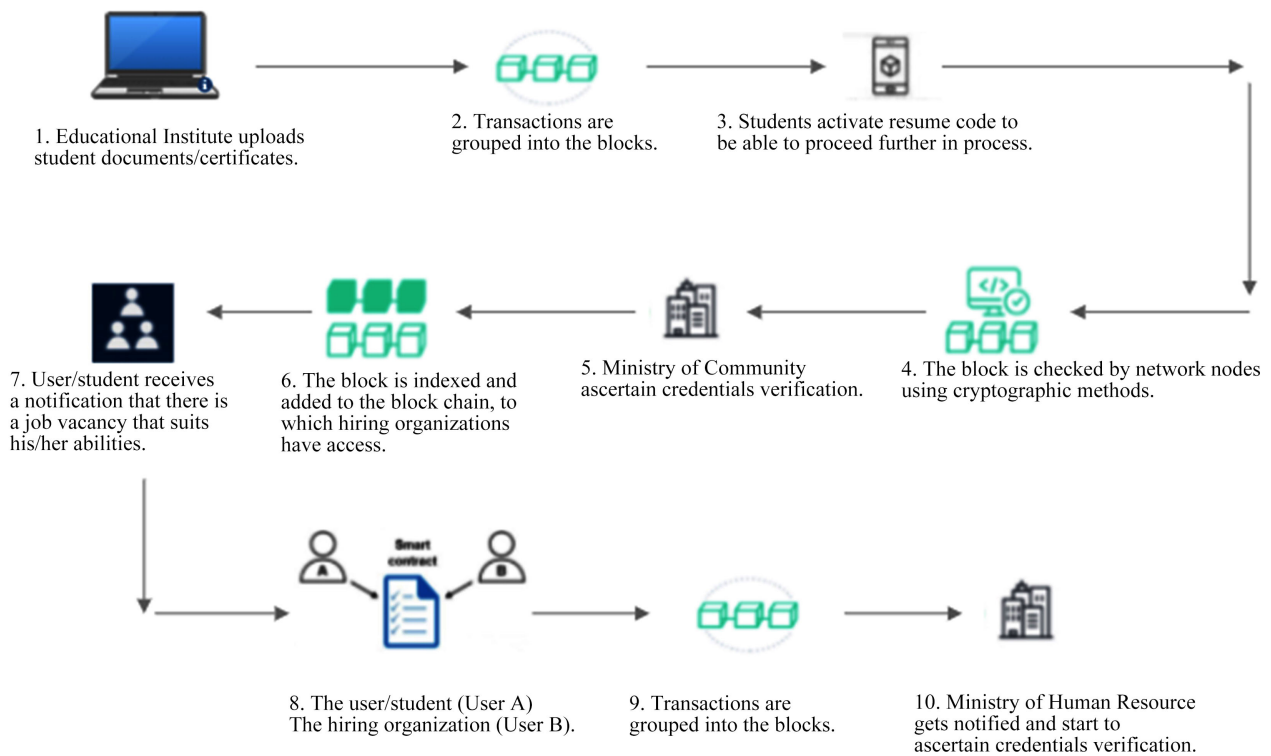 1. Educational Institute uploads
student documents/certificates.
2. Transactions are
grouped into the blocks.
3. Students activate resume code to
be able to proceed further in process.
4. The block is checked by network nodes
using cryptographic methods.
5. Ministry of Community
ascertain credentials verification.
6. The block is indexed and
added to the block chain, to
which hiring organizations
have access.
7. User/student receives
a notification that there is
a job vacancy that suits
his/her abilities.
A
Smart
contract
B
8. The user/student (User A)
The hiring organization (User B).
9. Transactions are
grouped into the blocks.
10. Ministry of Human Resource
gets notified and start to
ascertain credentials verification.